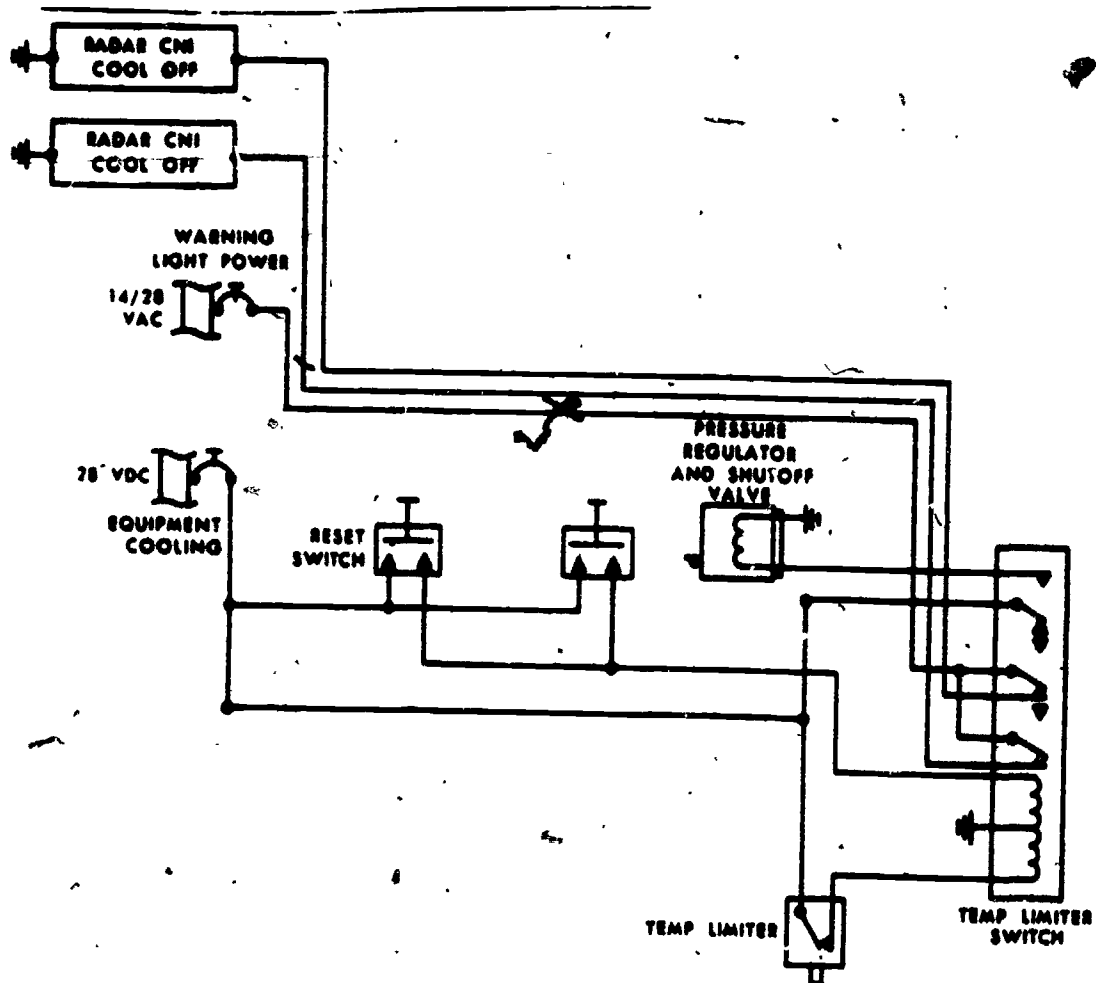 RADAR CNI
COOL OFF
RADAR CNI
COOL OFF
WARNING
LIGHT POWER
14/28
VAC
28 VDC
EQUIPMENT
COOLING
RESET
SWITCH
PRESSURE
REGULATOR
AND SHUTOFF
VALVE
TEMP LIMITER
TEMP LIMITER
SWITCH